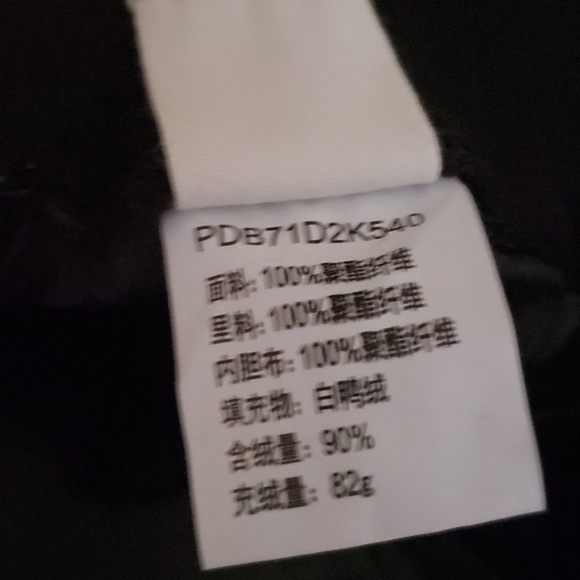 PDB71D2K540
面料: 100%聚酯纤维
里料: 100%聚酯纤维
内胆布: 100%聚酯纤维
填充物: 白鸭绒
含绒量: 90%
充绒量: 82g